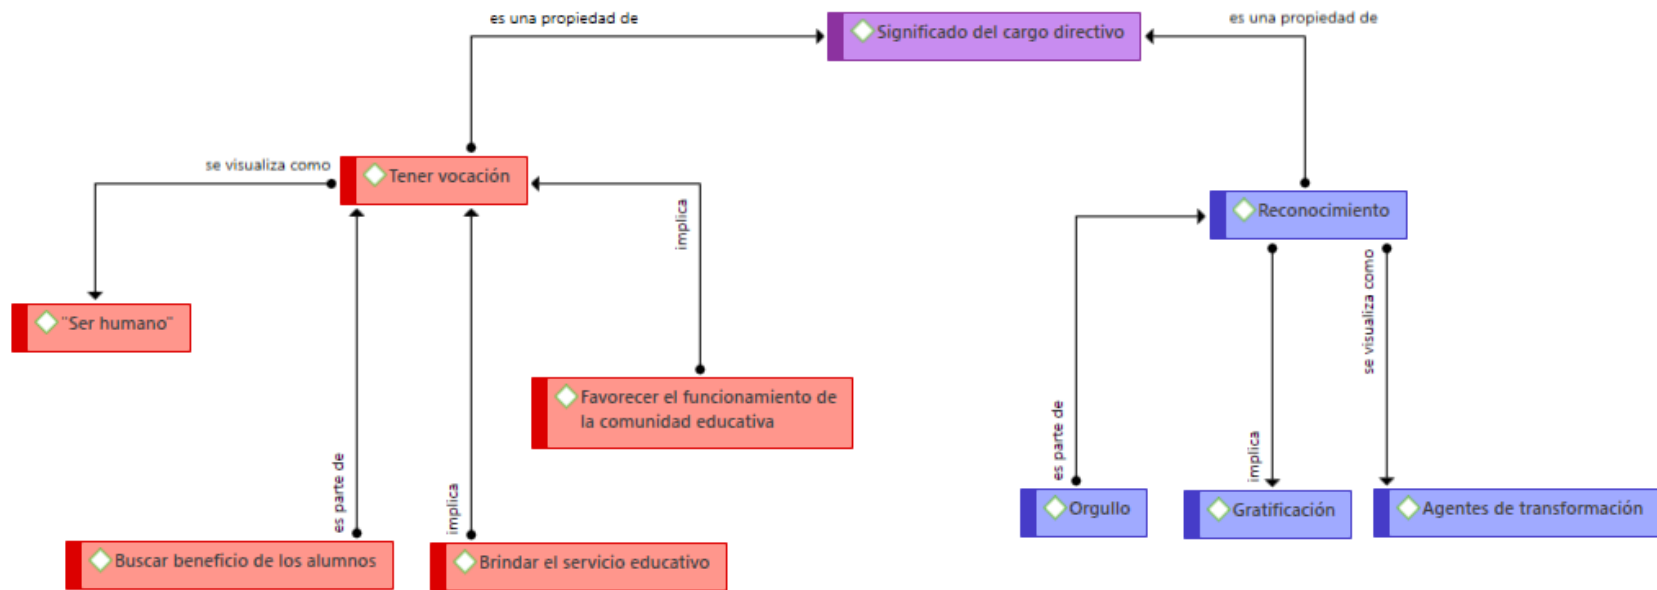 es una propiedad de
Significado del cargo directivo
es una propiedad de
se visualiza como
Tener vocación
implica
Reconocimiento
se visualiza como
"Ser humano"
Favorecer el funcionamiento de
la comunidad educativa
es parte de
implica
es parte de
implica
Orgullo
Gratificación
Agentes de transformación
Buscar beneficio de los alumnos
Brindar el servicio educativo